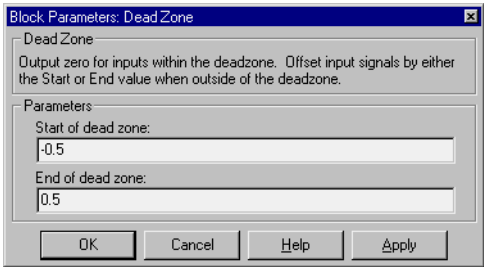 Block Parameters: Dead Zone
Dead Zone
Output zero for inputs within the deadzone.  Offset input signals by either
the Start or End value when outside of the deadzone.
Parameters
Start of dead zone:
-0.5
End of dead zone:
0.5
OK Cancel Help Apply